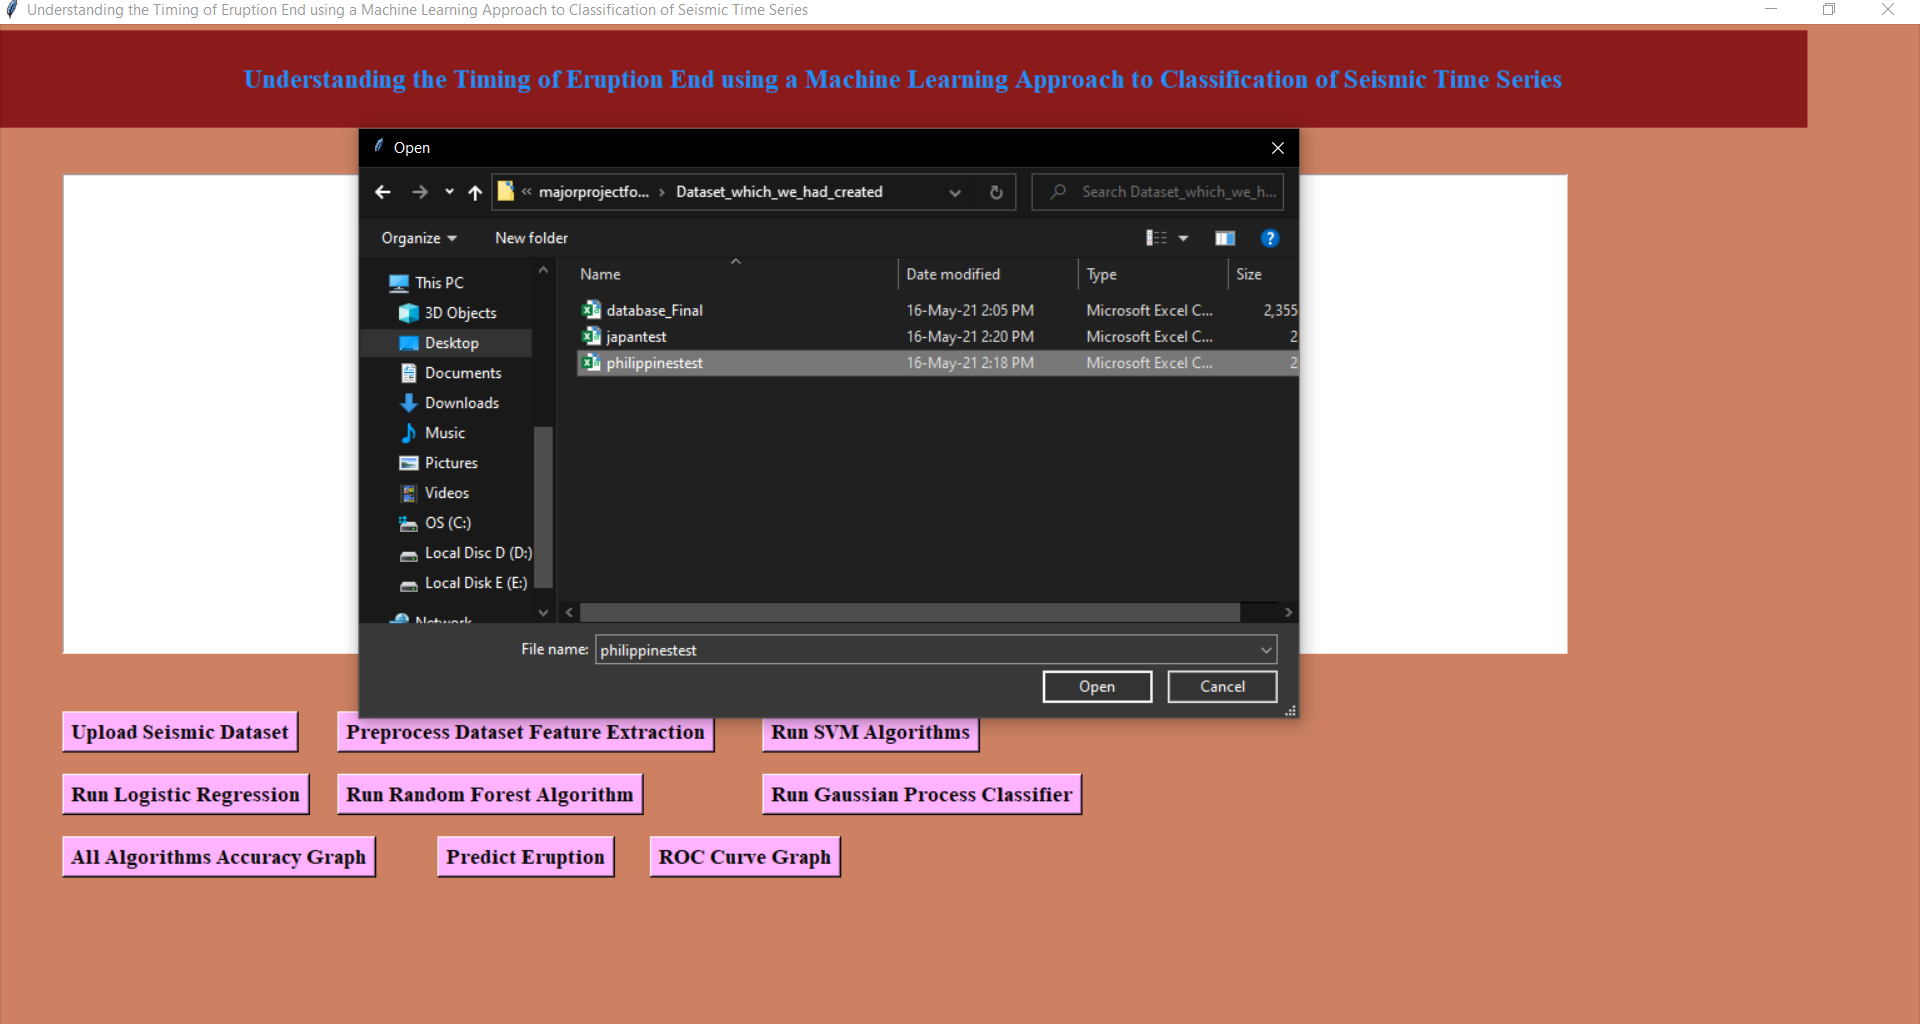 Understanding the Timing of Eruption End using a Machine Learning Approach to Classification of Seismic Time Series
Understanding the Timing of Eruption End using a Machine Learning Approach to Classification of Seismic Time Series
Open
« majorprojectfo... > Dataset_which_we_had_created
Search Dataset_which_we_h...
Organize
New folder
Name Date modified Type Size
This PC
3D Objects
Desktop
Documents
Downloads
Music
Pictures
Videos
OS (C:)
Local Disc D (D:)
Local Disk E (E:)
Network
database_Final 16-May-21 2:05 PM Microsoft Excel C... 2,355
japantest 16-May-21 2:20 PM Microsoft Excel C... 2
philippinestest 16-May-21 2:18 PM Microsoft Excel C... 2
File name: philippinestest
Open Cancel
Upload Seismic Dataset Preprocess Dataset Feature Extraction Run SVM Algorithms
Run Logistic Regression Run Random Forest Algorithm Run Gaussian Process Classifier
All Algorithms Accuracy Graph Predict Eruption ROC Curve Graph